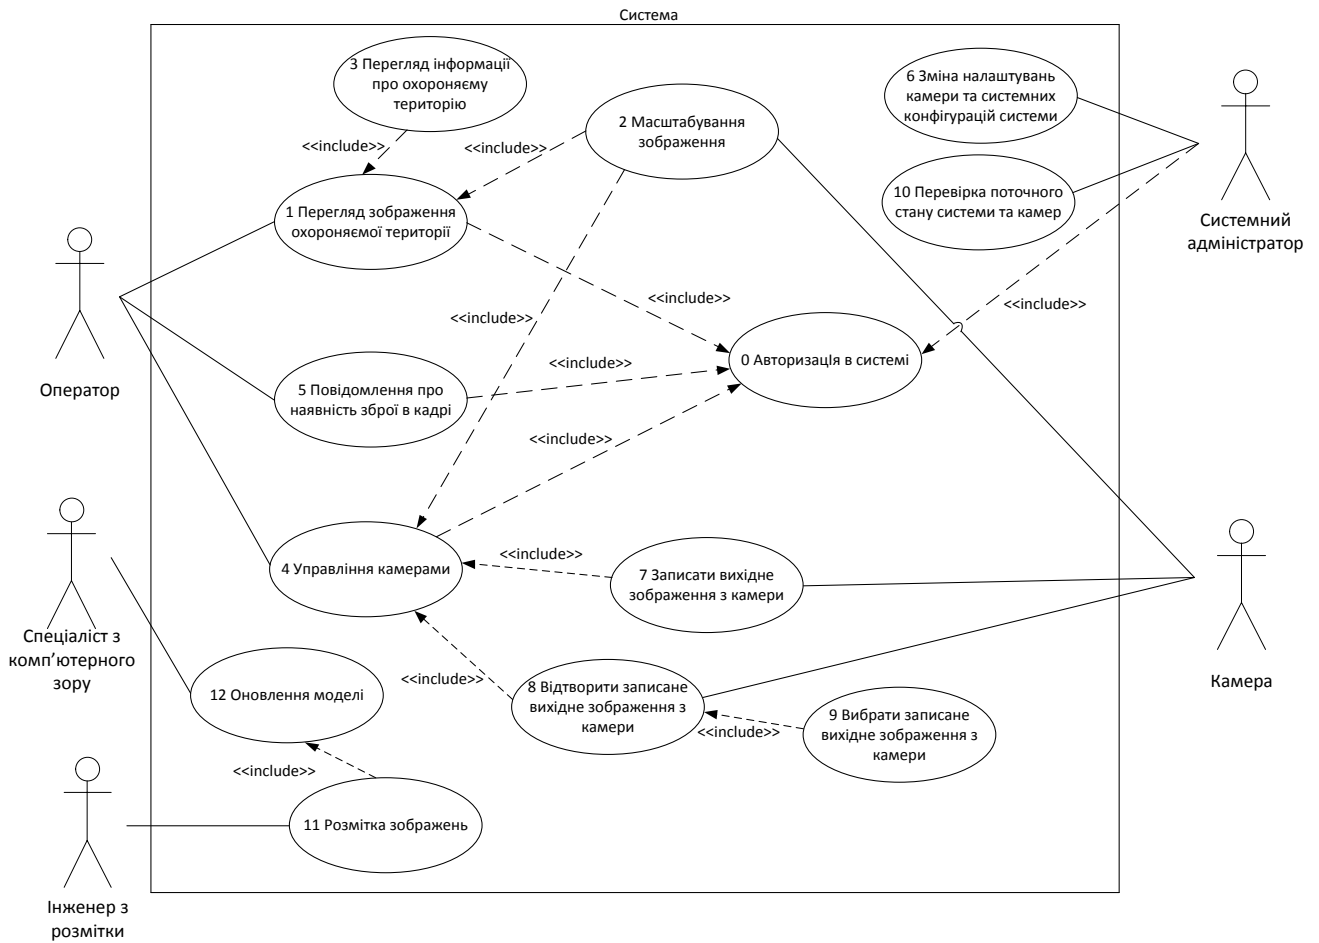 Система
3 Перегляд інформації
про охороняєму
територію
<<include>>
2 Масштабування
зображення
<<include>>
6 Зміна налаштувань
камери та системних
конфігурацій системи
10 Перевірка поточного
стану системи та камер
Системний
адміністратор
1 Перегляд зображення
охороняємої території
<<include>>
<<include>>
<<include>>
0 АвторизацІя в системі
Оператор
5 Повідомлення про
наявність зброї в кадрі
<<include>>
<<include>>
4 Управління камерами
<<include>>
7 Записати вихідне
зображення з камери
Камера
Спеціаліст з
комп’ютерного
зору
12 Оновлення моделі
<<include>>
8 Відтворити записане
вихідне зображення з
камери
<<include>>
9 Вибрати записане
вихідне зображення з
камери
<<include>>
11 Розмітка зображень
Інженер з
розмітки